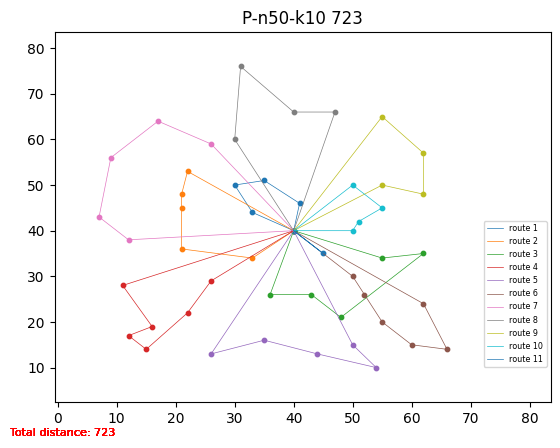 P-n50-k10 723
80
70
60
50
40
30
20
10
0 10 20 30 40 50 60 70 80
route 1
route 2
route 3
route 4
route 5
route 6
route 7
route 8
route 9
route 10
route 11
Total distance: 723